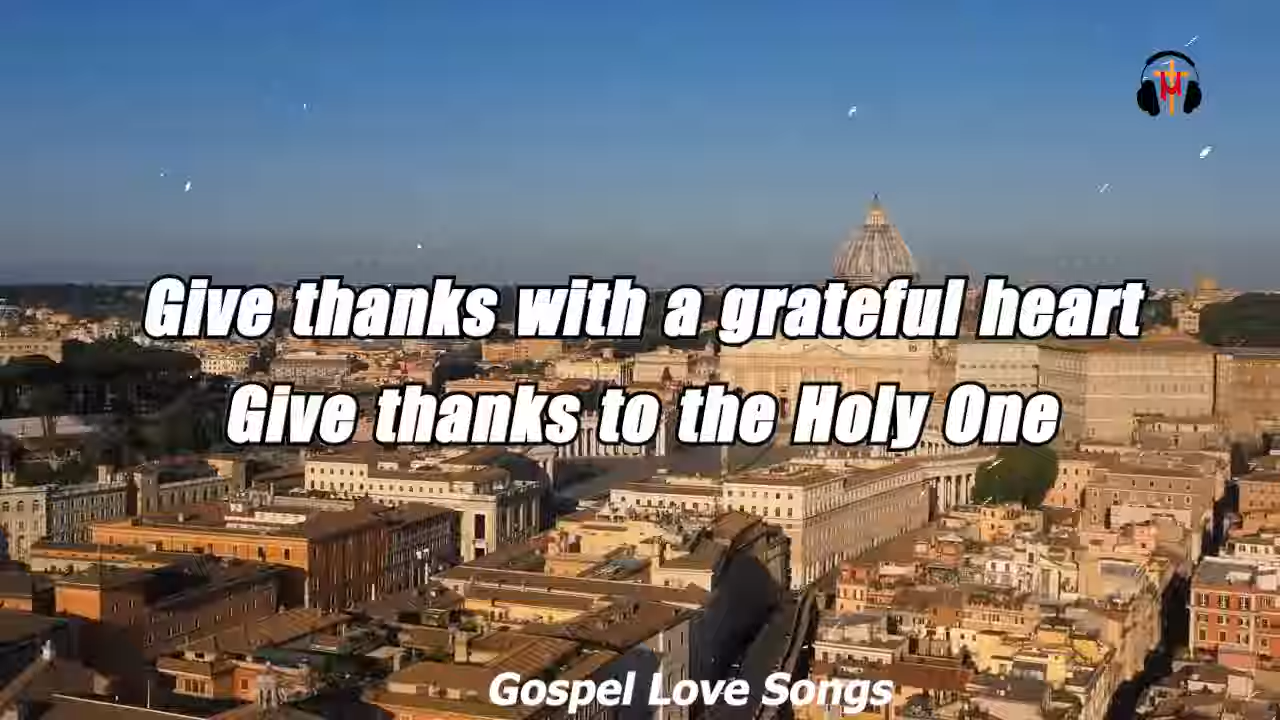 Give thanks with a grateful heart
Give thanks to the Holy One
Gospel Love Songs